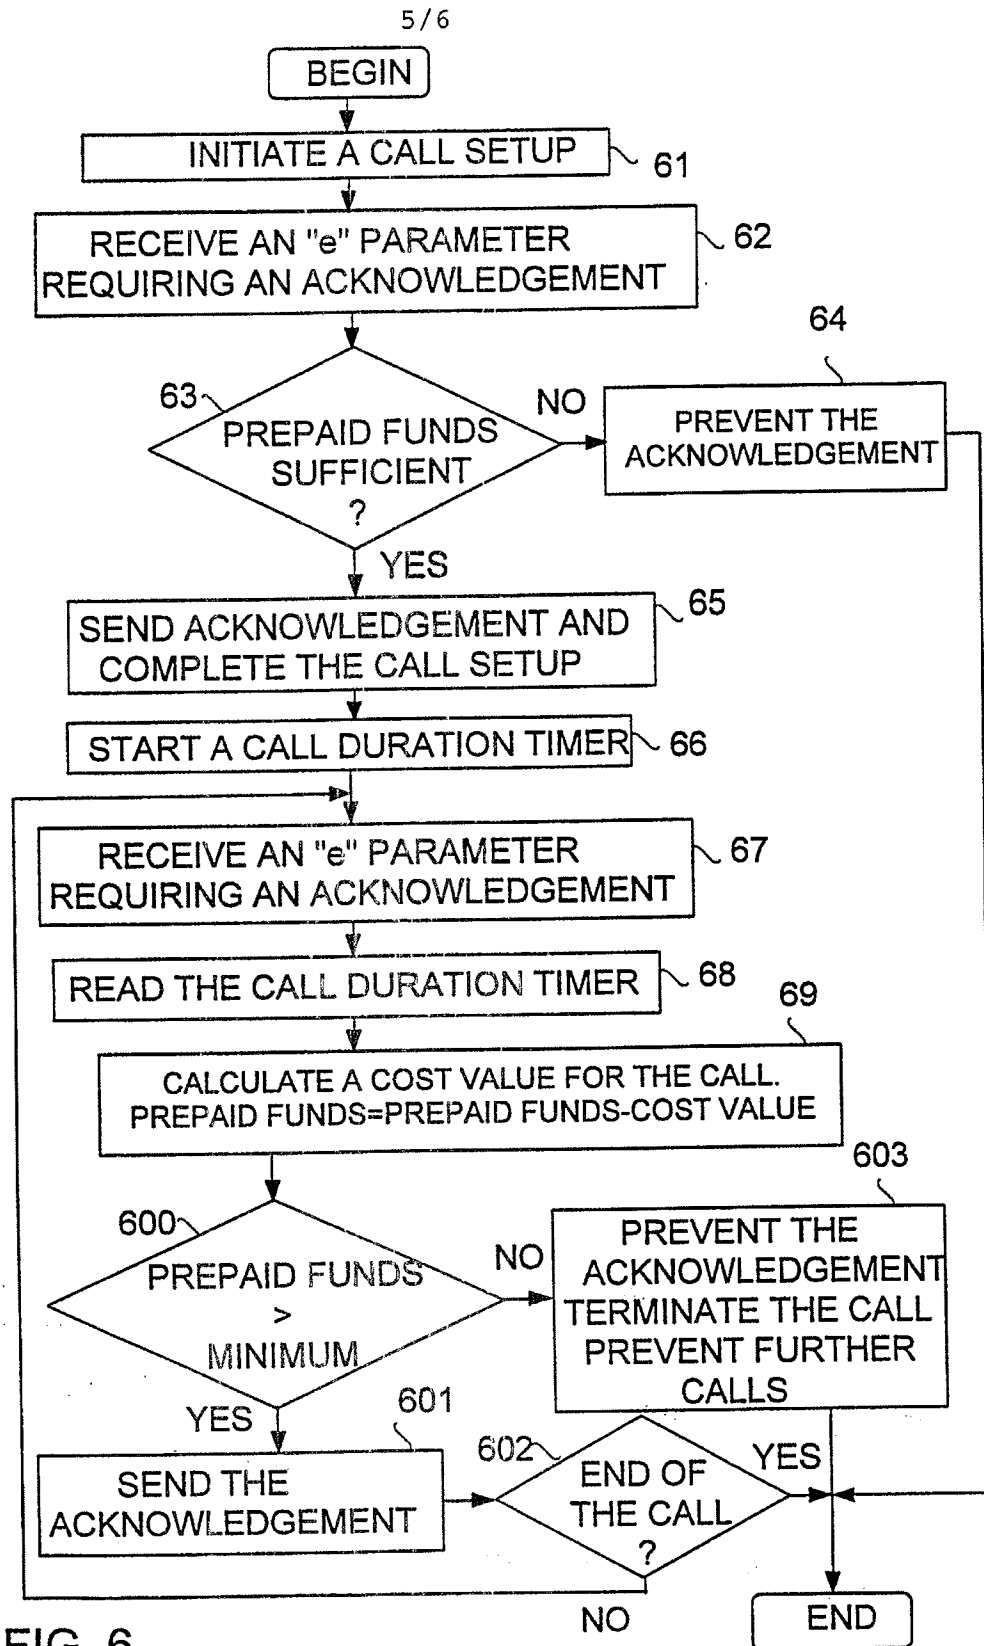 5/6
BEGIN
INITIATE A CALL SETUP
61
RECEIVE AN "e" PARAMETER
REQUIRING AN ACKNOWLEDGEMENT
62
63
PREPAID FUNDS
SUFFICIENT
?
NO
64
PREVENT THE
ACKNOWLEDGEMENT
YES
SEND ACKNOWLEDGEMENT AND
COMPLETE THE CALL SETUP
65
START A CALL DURATION TIMER
66
RECEIVE AN "e" PARAMETER
REQUIRING AN ACKNOWLEDGEMENT
67
READ THE CALL DURATION TIMER
68
69
CALCULATE A COST VALUE FOR THE CALL.
PREPAID FUNDS=PREPAID FUNDS-COST VALUE
600
PREPAID FUNDS
>
MINIMUM
NO
603
PREVENT THE
ACKNOWLEDGEMENT
TERMINATE THE CALL
PREVENT FURTHER
CALLS
YES
601
SEND THE
ACKNOWLEDGEMENT
602
END OF
THE CALL
?
YES
NO
END
FIG. 6